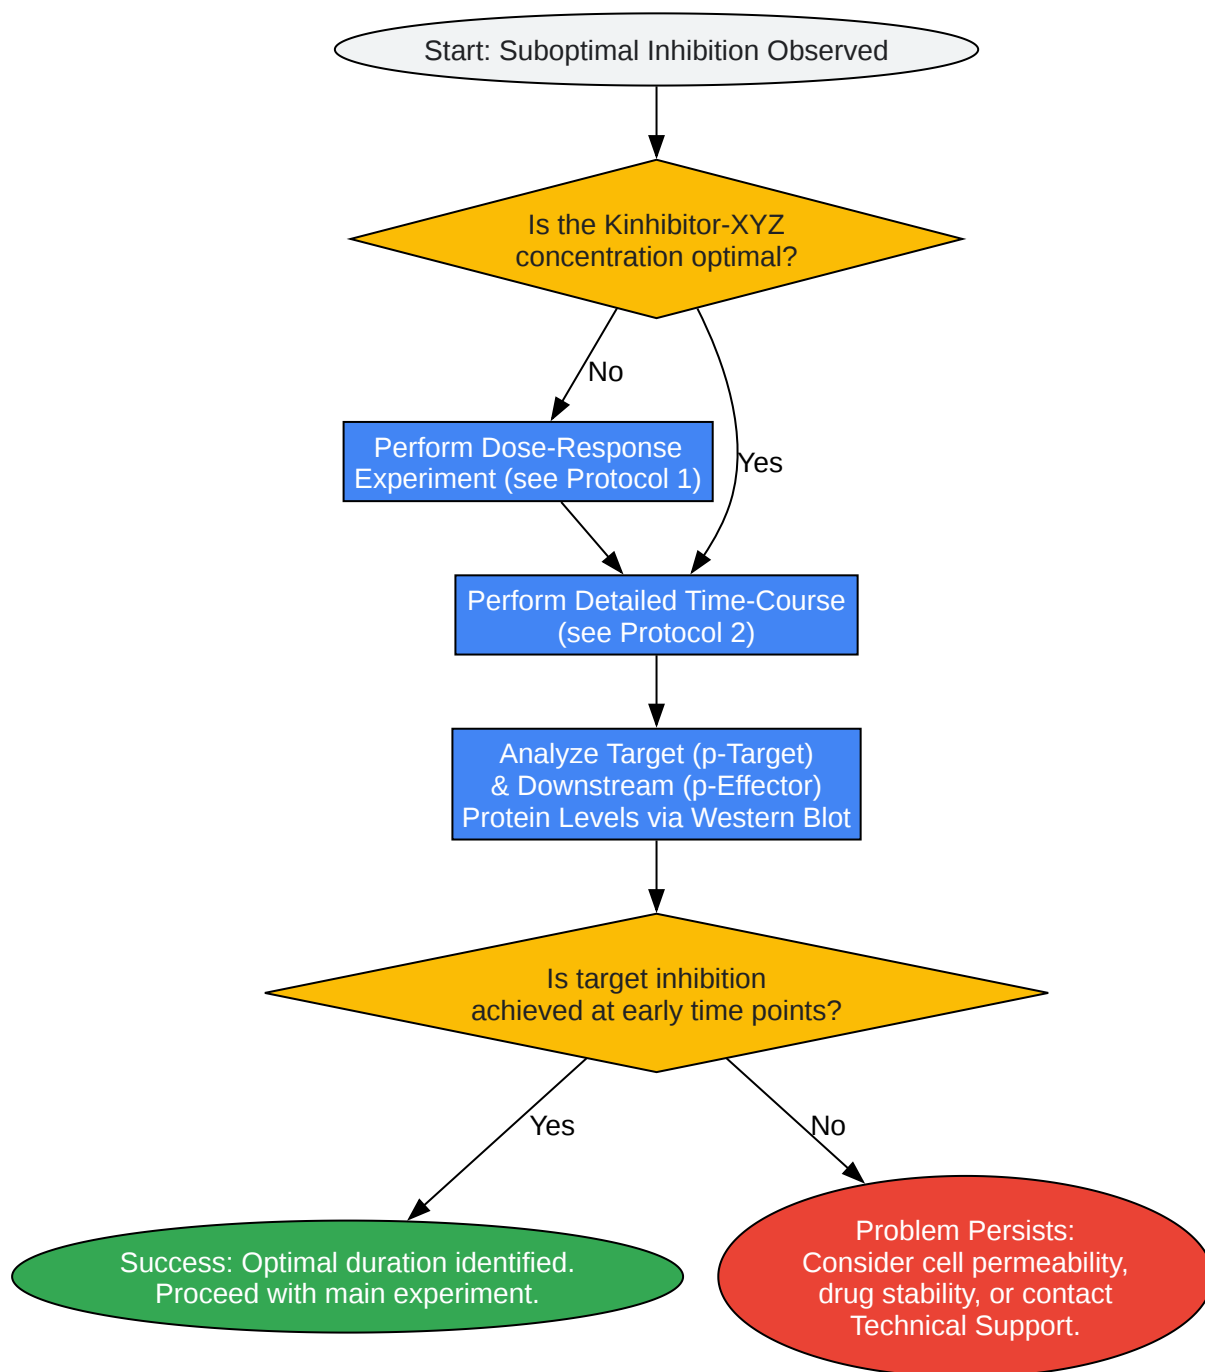 Start: Suboptimal Inhibition Observed
Is the Kinhibitor-XYZ
concentration optimal?
No
Perform Dose-Response
Experiment (see Protocol 1)
Yes
Perform Detailed Time-Course
(see Protocol 2)
Analyze Target (p-Target)
& Downstream (p-Effector)
Protein Levels via Western Blot
Is target inhibition
achieved at early time points?
Yes
No
Success: Optimal duration identified.
Proceed with main experiment.
Problem Persists:
Consider cell permeability,
drug stability, or contact
Technical Support.